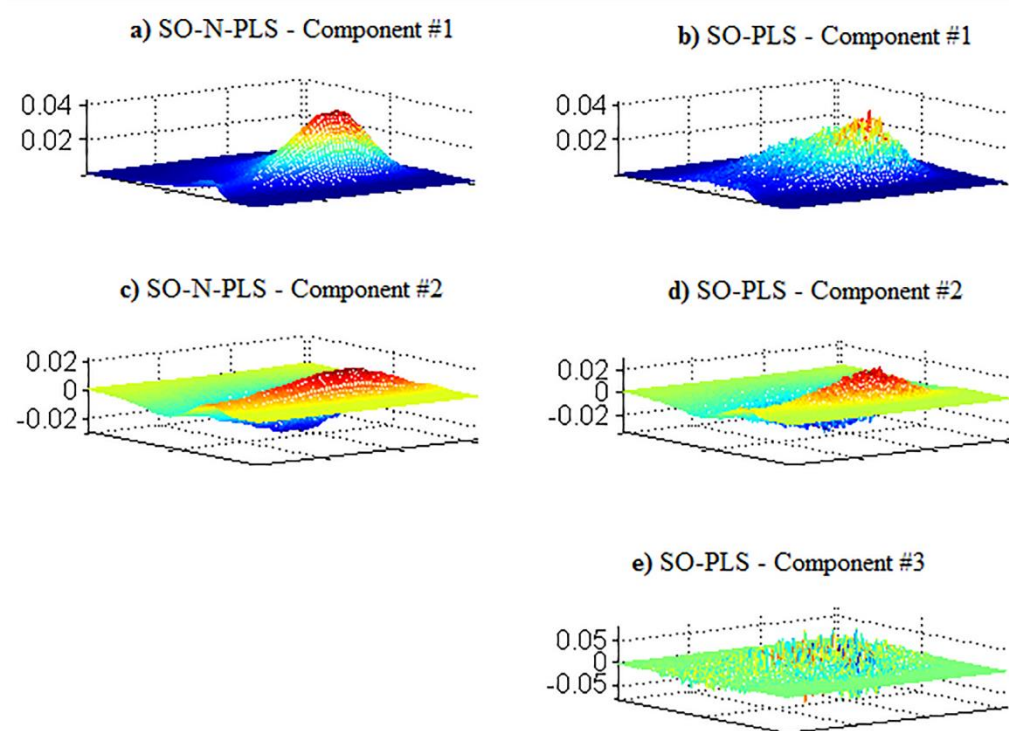 a) SO-N-PLS - Component #1
0.04
0.02
b) SO-PLS - Component #1
0.04
0.02
c) SO-N-PLS - Component #2
0.02
0
-0.02
d) SO-PLS - Component #2
0.02
0
-0.02
e) SO-PLS - Component #3
0.05
0
-0.05